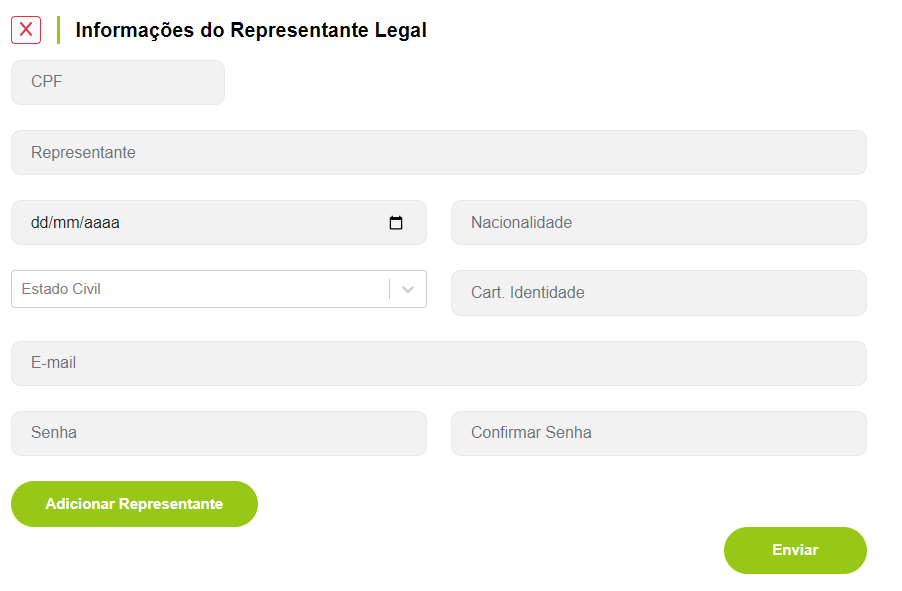 Informações do Representante Legal
CPF
Representante
dd/mm/aaaa
Nacionalidade
Estado Civil
Cart. Identidade
E-mail
Senha
Confirmar Senha
Adicionar Representante
Enviar